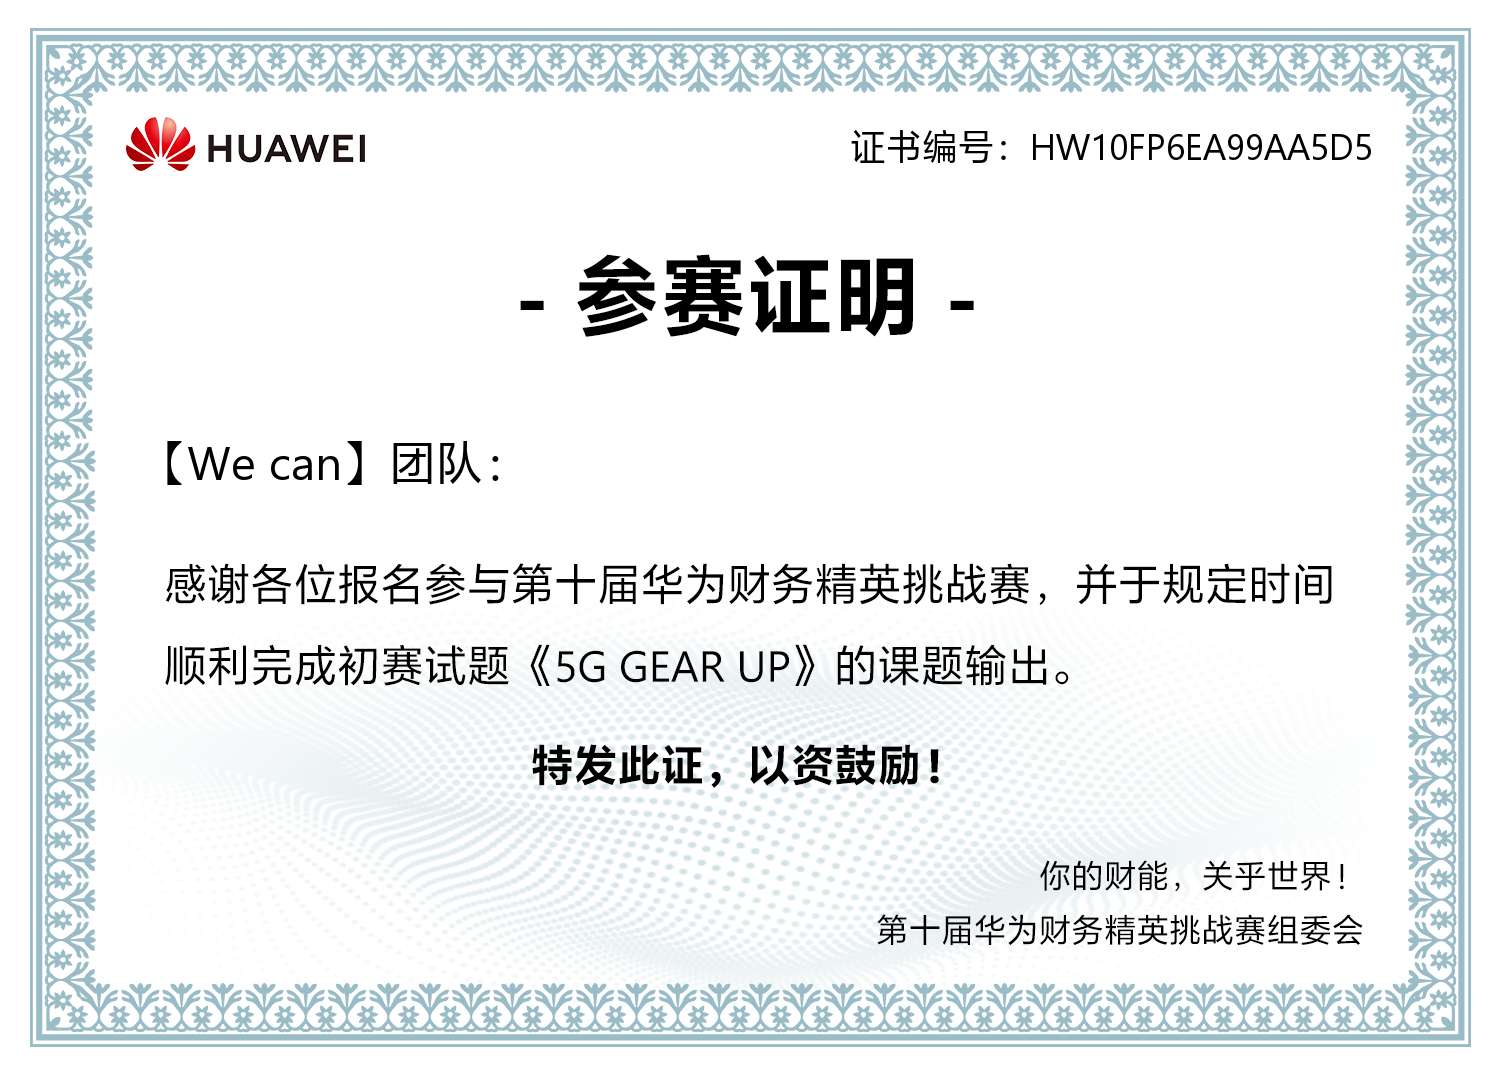 HUAWEI
证书编号：HW10FP6EA99AA5D5
- 参赛证明 -
【We can】团队：
感谢各位报名参与第十届华为财务精英挑战赛，并于规定时间
顺利完成初赛试题《5G GEAR UP》的课题输出。
特发此证，以资鼓励！
你的财能，关乎世界！
第十届华为财务精英挑战赛组委会